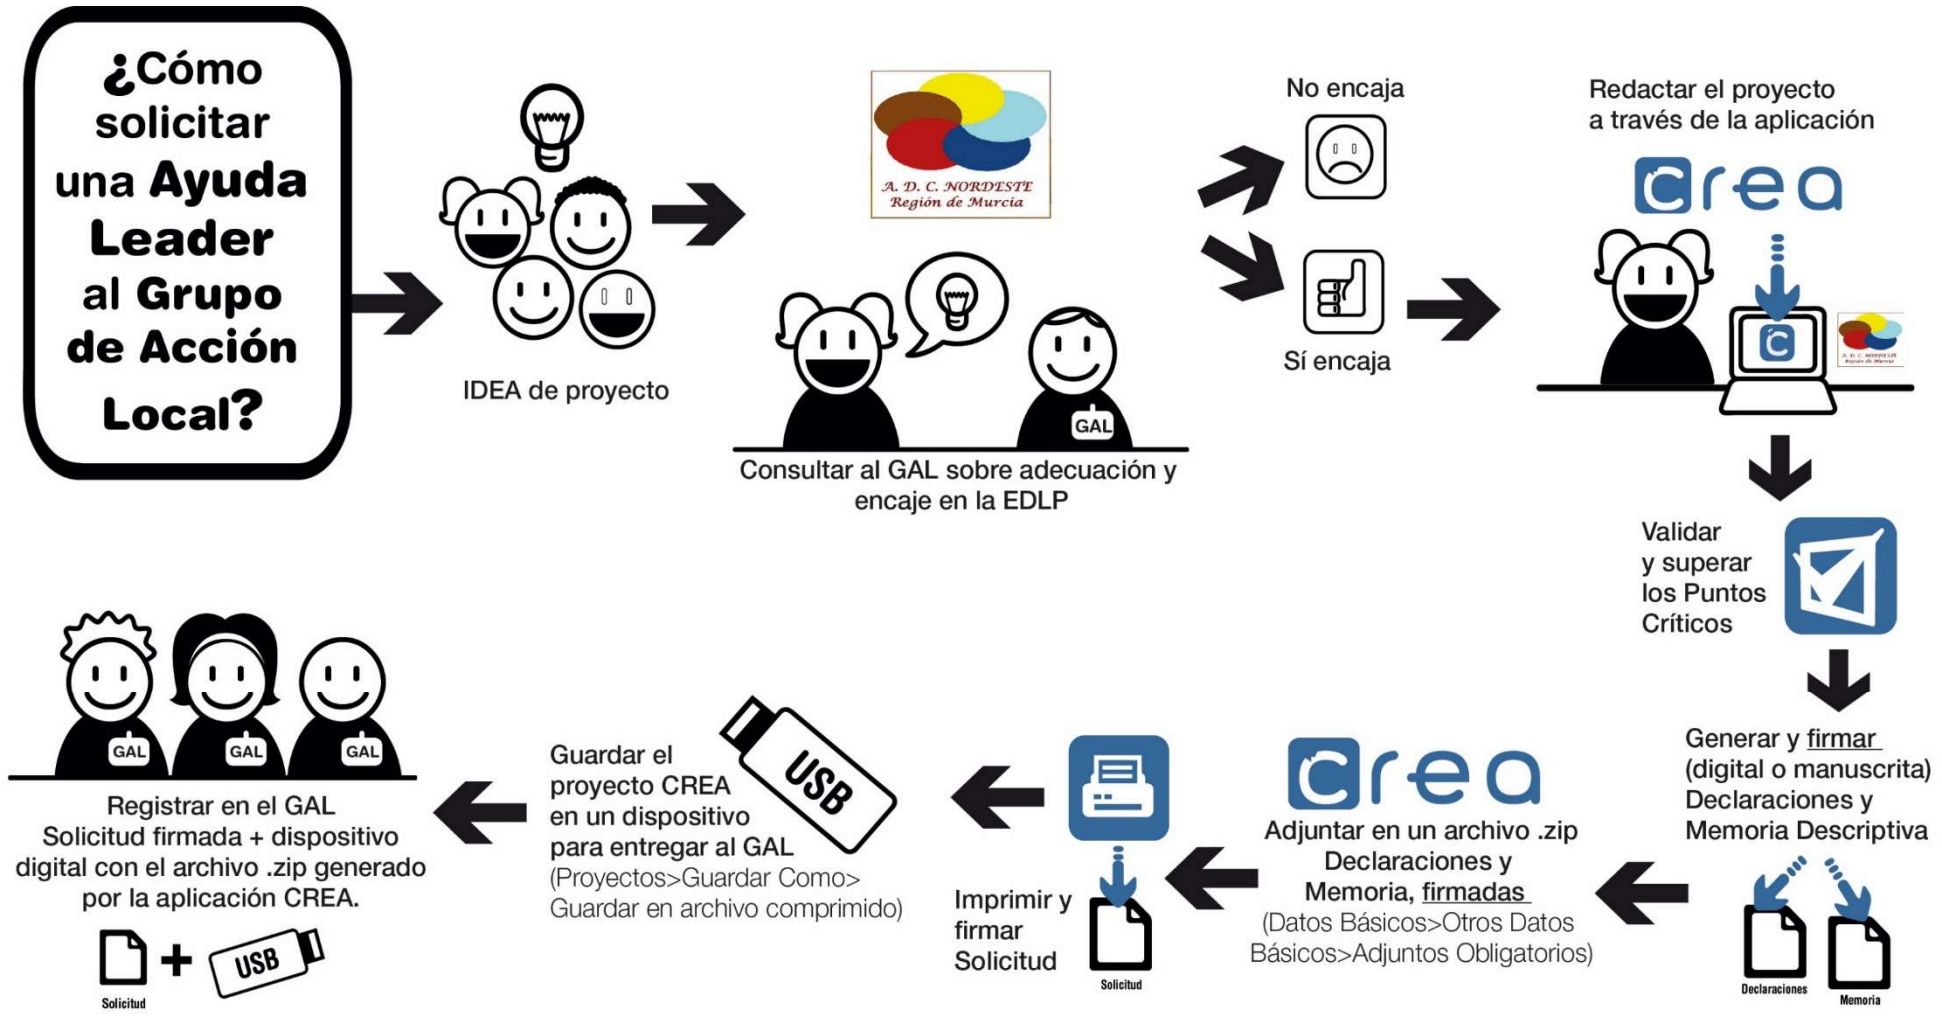 ¿Cómo
solicitar
una Ayuda
Leader
al Grupo
de Acción
Local?
IDEA de proyecto
A. D. C. NORDESTE
Región de Murcia
GAL
Consultar al GAL sobre adecuación y
encaje en la EDLP
No encaja
Sí encaja
Redactar el proyecto
a través de la aplicación
crea
C
A. D. C. NORDESTE
Región de Murcia
Validar
y superar
los Puntos
Críticos
Generar y firmar
(digital o manuscrita)
Declaraciones y
Memoria Descriptiva
Declaraciones
Memoria
crea
Adjuntar en un archivo .zip
Declaraciones y
Memoria, firmadas
(Datos Básicos>Otros Datos
Básicos>Adjuntos Obligatorios)
Imprimir y
firmar
Solicitud
Solicitud
USB
Guardar el
proyecto CREA
en un dispositivo
para entregar al GAL
(Proyectos>Guardar Como>
Guardar en archivo comprimido)
GAL
GAL
GAL
Registrar en el GAL
Solicitud firmada + dispositivo
digital con el archivo .zip generado
por la aplicación CREA.
Solicitud
+
USB